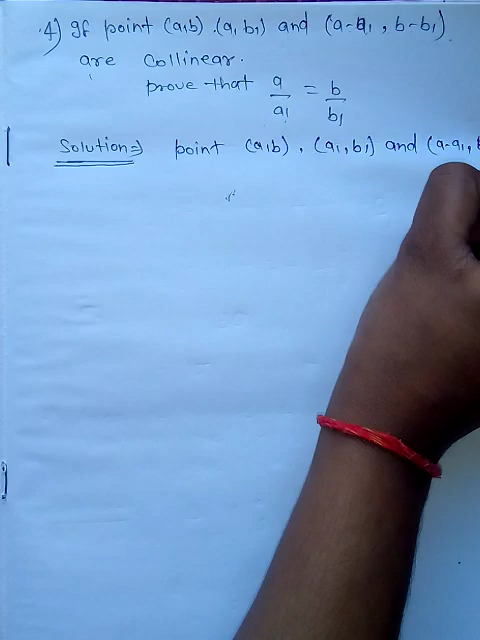 4) If point (a,b).(a, b1) and (a-a1, b-b1)
are Collinear.
prove that a/a1 = b/b1
Solution⇒ point (a,b), (a1,b1) and (a-a1,